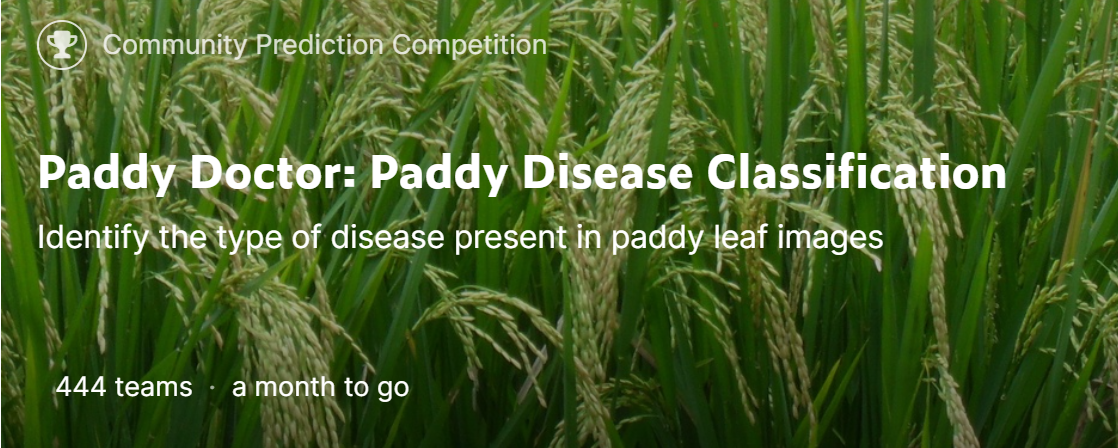 Community Prediction Competition
Paddy Doctor: Paddy Disease Classification
Identify the type of disease present in paddy leaf images
444 teams · a month to go